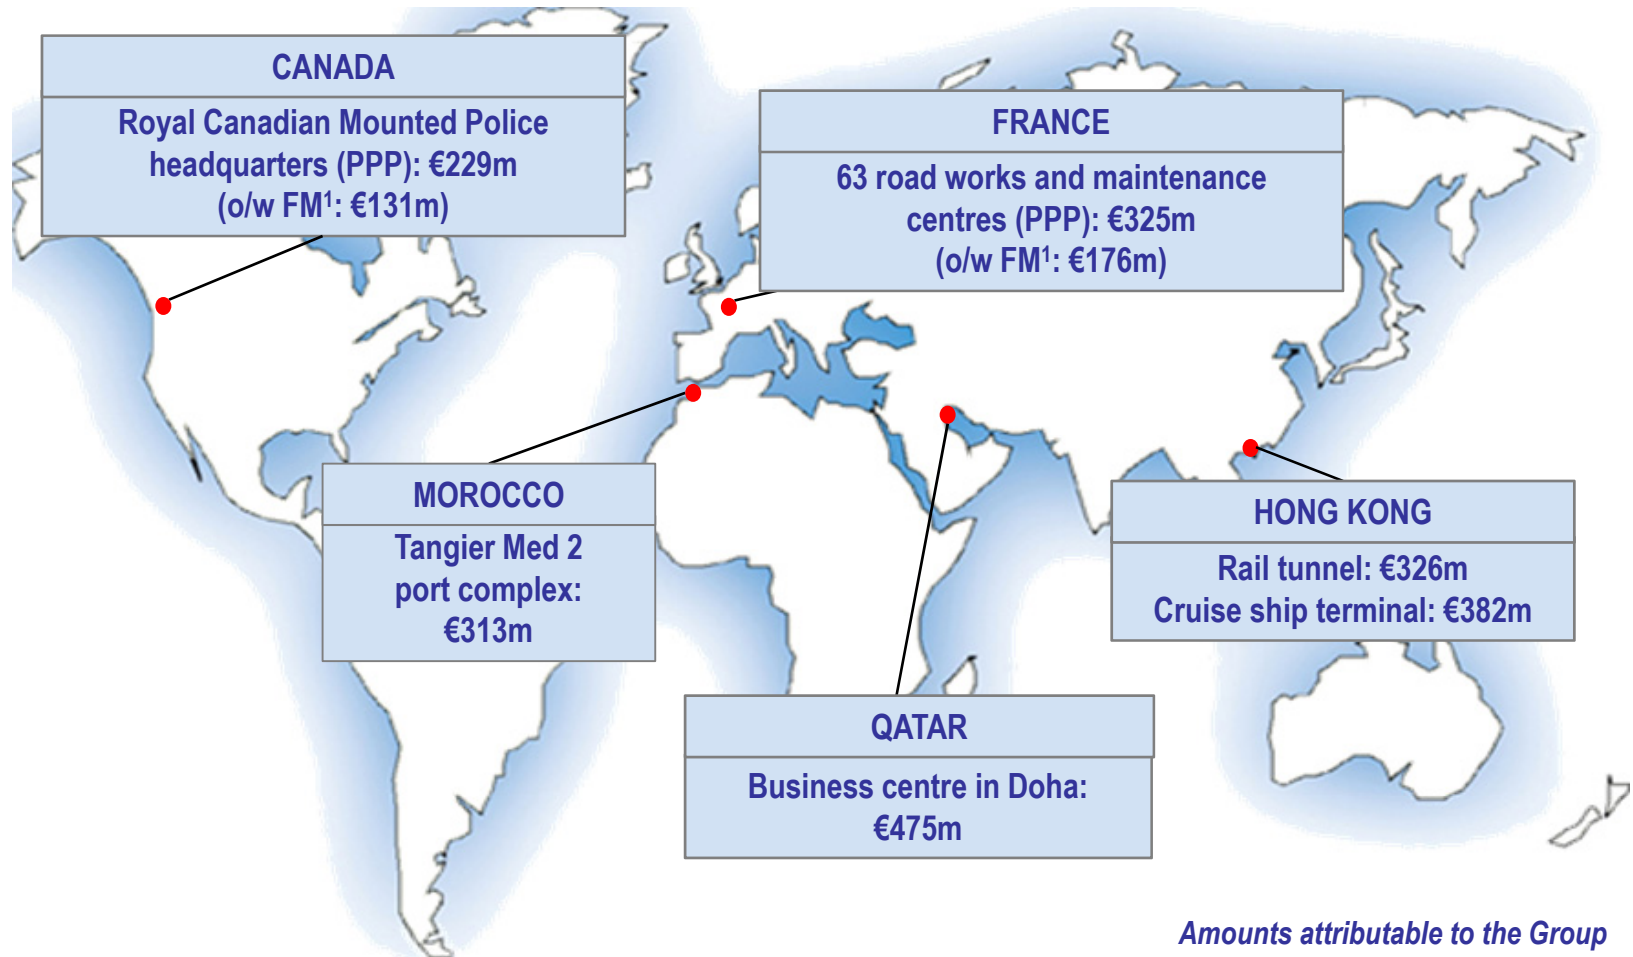 CANADA
Royal Canadian Mounted Police
headquarters (PPP): €229m
(o/w FM¹: €131m)
FRANCE
63 road works and maintenance
centres (PPP): €325m
(o/w FM¹: €176m)
MOROCCO
Tangier Med 2
port complex:
€313m
HONG KONG
Rail tunnel: €326m
Cruise ship terminal: €382m
QATAR
Business centre in Doha:
€475m
Amounts attributable to the Group